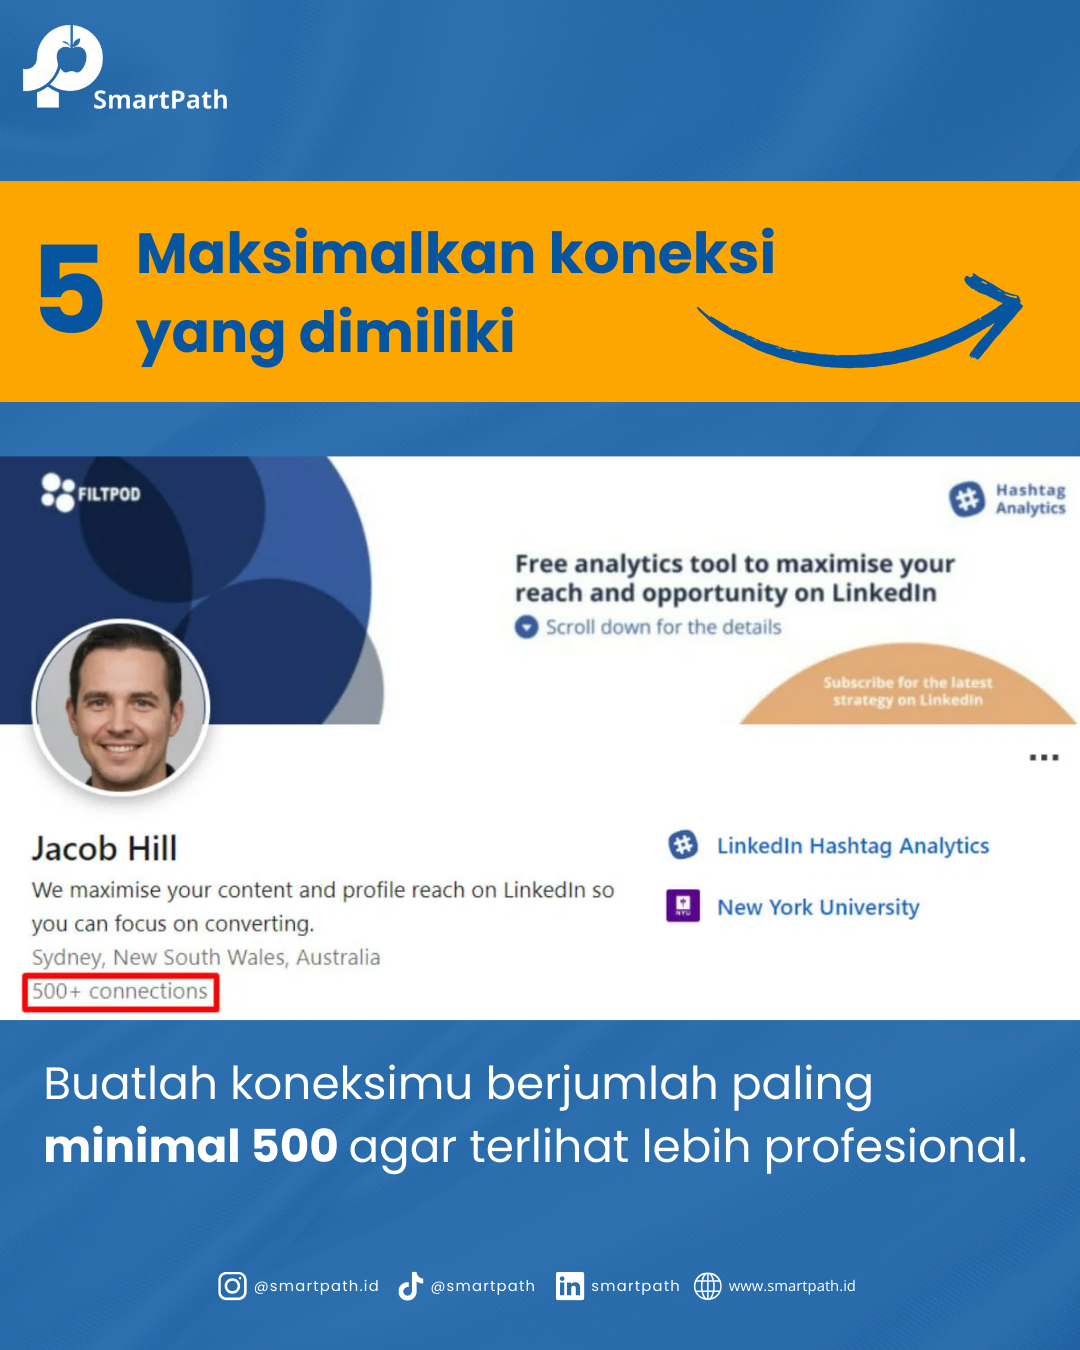 SmartPath
5
Maksimalkan koneksi
yang dimiliki
FILTPOD
Hashtag
Analytics
Free analytics tool to maximise your
reach and opportunity on LinkedIn
Scroll down for the details
Subscribe for the latest
strategy on LinkedIn
...
Jacob Hill
We maximise your content and profile reach on LinkedIn so
you can focus on converting.
Sydney, New South Wales, Australia
500+ connections
LinkedIn Hashtag Analytics
NYU
New York University
Buatlah koneksimu berjumlah paling
minimal 500 agar terlihat lebih profesional.
@smartpath.id @smartpath smartpath www.smartpath.id